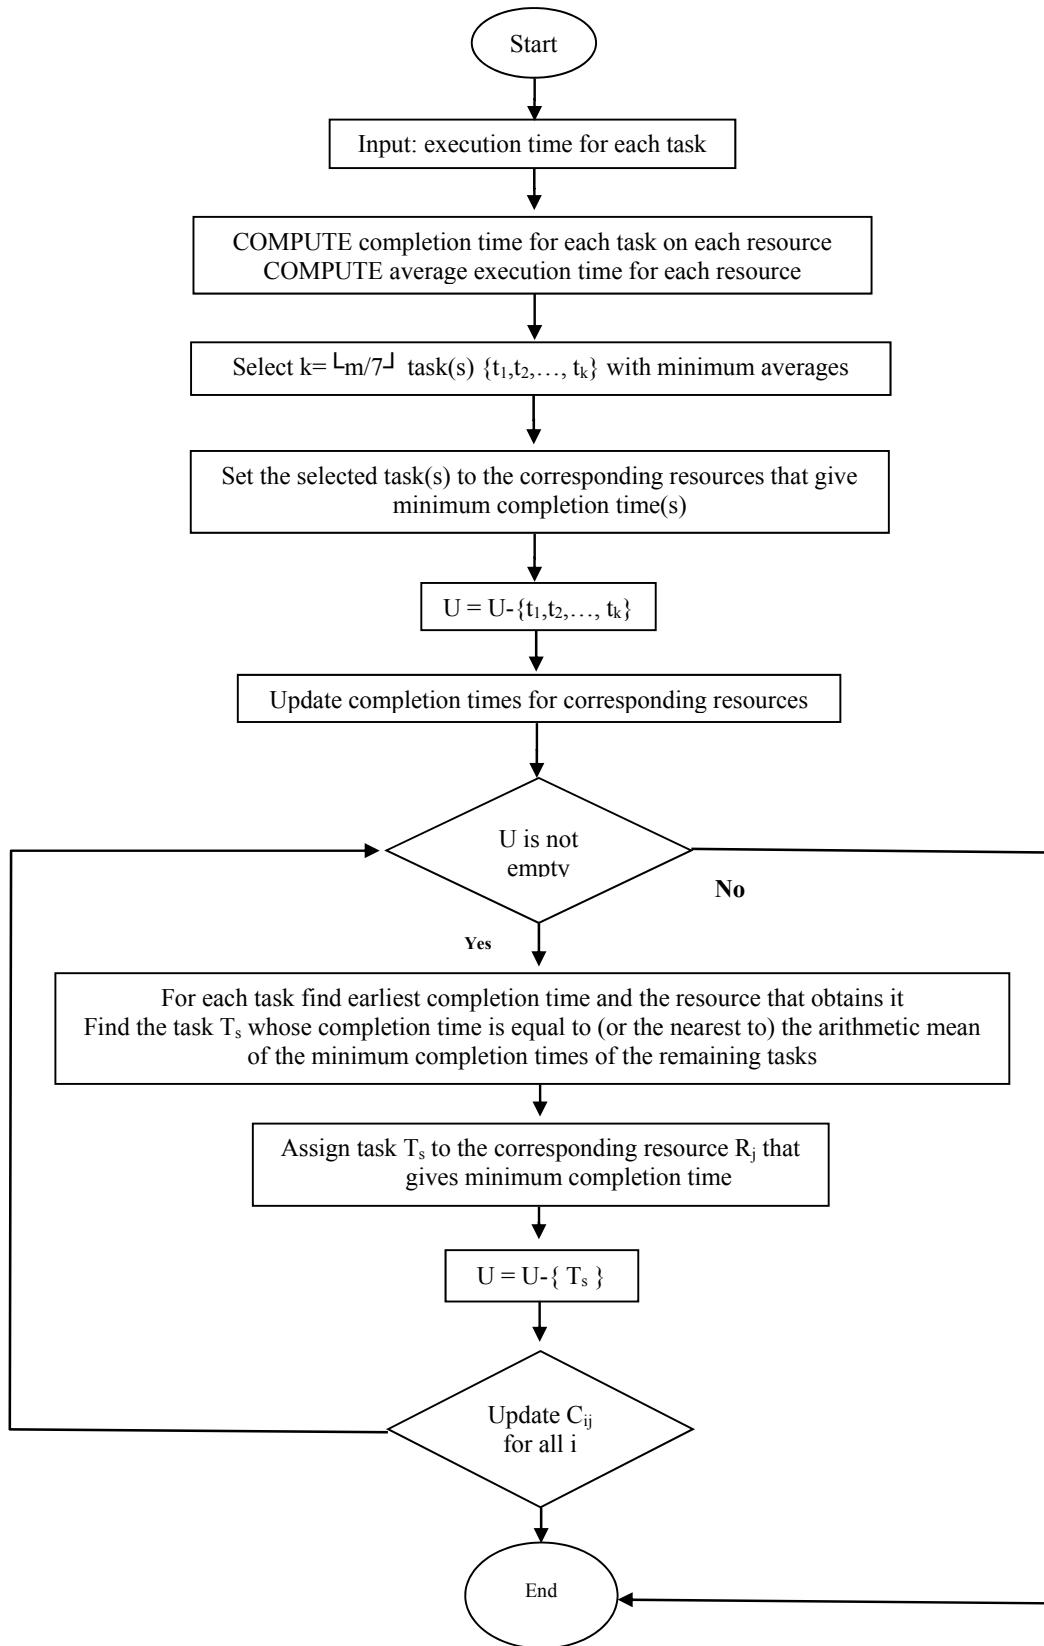 Start
Input: execution time for each task
COMPUTE completion time for each task on each resource
COMPUTE average execution time for each resource
Select k=└m/7┘ task(s) {t₁,t₂,…, tₖ} with minimum averages
Set the selected task(s) to the corresponding resources that give
minimum completion time(s)
U = U-{t₁,t₂,…, tₖ}
Update completion times for corresponding resources
U is not
empty
No
Yes
For each task find earliest completion time and the resource that obtains it
Find the task Tₛ whose completion time is equal to (or the nearest to) the arithmetic mean
of the minimum completion times of the remaining tasks
Assign task Tₛ to the corresponding resource Rⱼ that
gives minimum completion time
U = U-{ Tₛ }
Update Cᵢⱼ
for all i
End